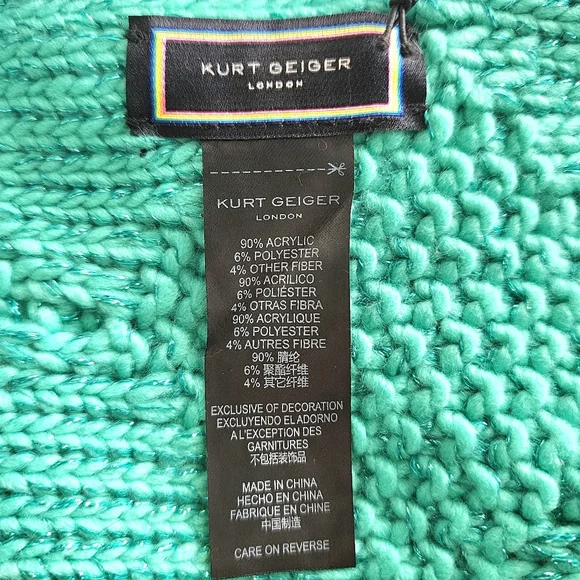 KURT GEIGER
LONDON
KURT GEIGER
LONDON
90% ACRYLIC
6% POLYESTER
4% OTHER FIBER
90% ACRILICO
6% POLIÉSTER
4% OTRAS FIBRA
90% ACRYLIQUE
6% POLYESTER
4% AUTRES FIBRE
90% 腈纶
6% 聚酯纤维
4% 其它纤维
EXCLUSIVE OF DECORATION
EXCLUYENDO EL ADORNO
A L'EXCEPTION DES
GARNITURES
不包括装饰品
MADE IN CHINA
HECHO EN CHINA
FABRIQUE EN CHINE
中国制造
CARE ON REVERSE